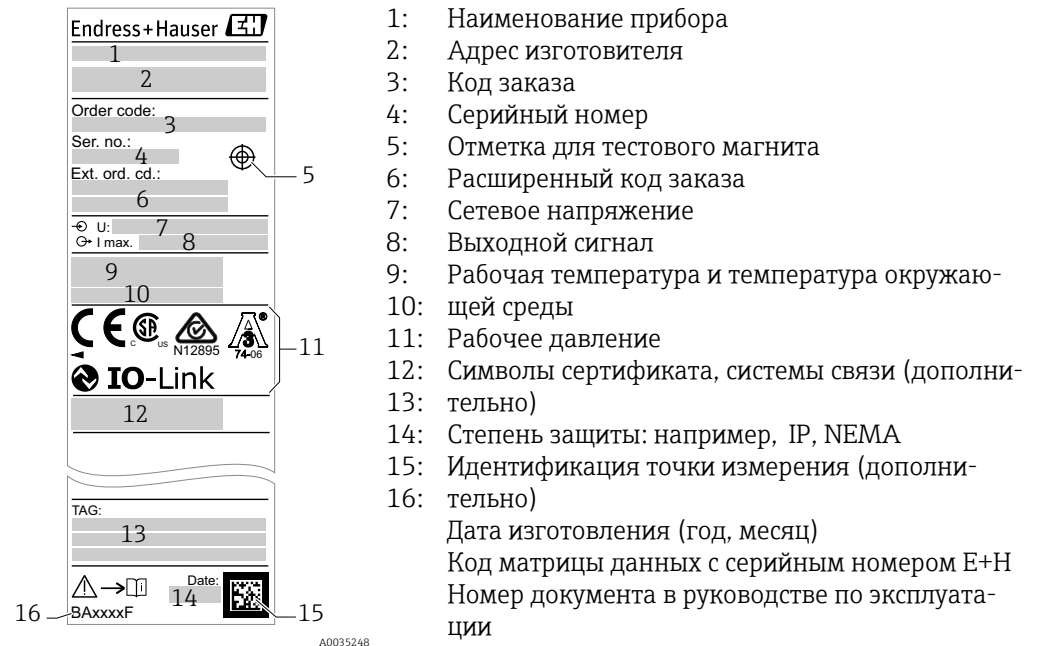 Endress+Hauser EH
1
2
Order code:
3
Ser. no.:
4
5
Ext. ord. cd.:
6
U:
7
I max.
8
9
10
CE
C SA US
N12895
A
3
®
74-06
11
IO-Link
12
TAG:
13
Date:
14
i
16
BAxxxxF
15
A0035248
1: Наименование прибора
2: Адрес изготовителя
3: Код заказа
4: Серийный номер
5: Отметка для тестового магнита
6: Расширенный код заказа
7: Сетевое напряжение
8: Выходной сигнал
9: Рабочая температура и температура окружаю-
10: щей среды
11: Рабочее давление
12: Символы сертификата, системы связи (дополни-
13: тельно)
14: Степень защиты: например, IP, NEMA
15: Идентификация точки измерения (дополни-
16: тельно)
Дата изготовления (год, месяц)
Код матрицы данных с серийным номером E+H
Номер документа в руководстве по эксплуата-
ции